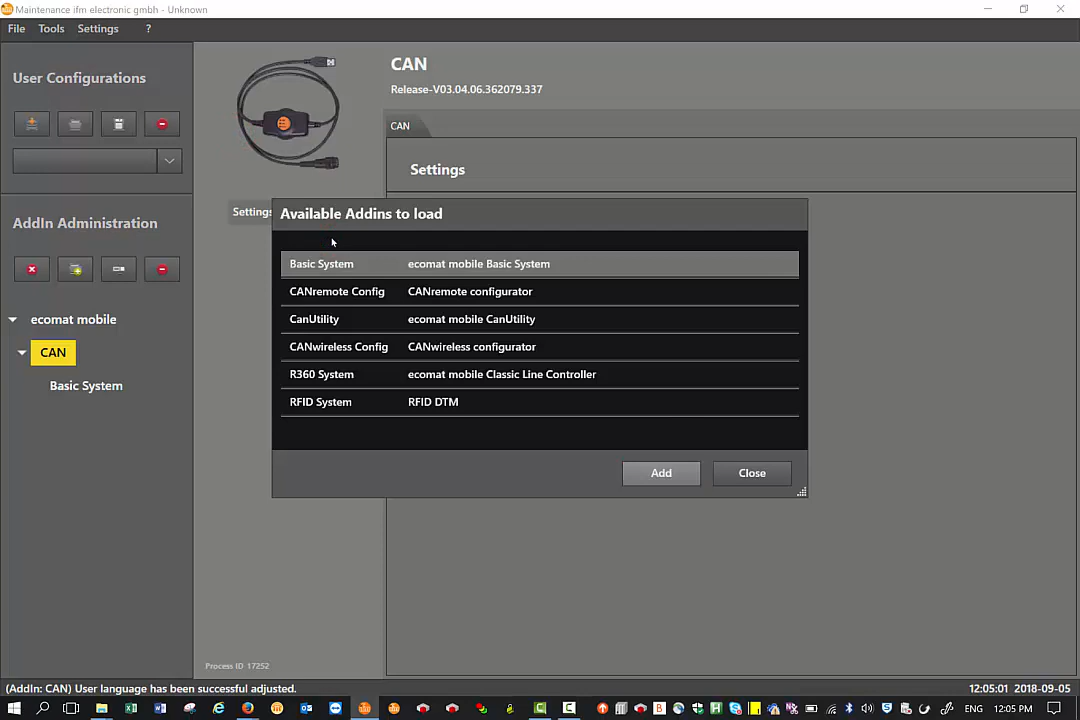 Maintenance ifm electronic gmbh - Unknown
File Tools Settings ?
User Configurations
CAN
Release-V03.04.06.362079.337
CAN
Settings
AddIn Administration
Settings
Available Addins to load
Basic System ecomat mobile Basic System
CANremote Config CANremote configurator
CanUtility ecomat mobile CanUtility
CANwireless Config CANwireless configurator
R360 System ecomat mobile Classic Line Controller
RFID System RFID DTM
Add Close
ecomat mobile
CAN
Basic System
Process ID 17252
(AddIn: CAN) User language has been successful adjusted.
12:05:01 2018-09-05
ENG 12:05 PM